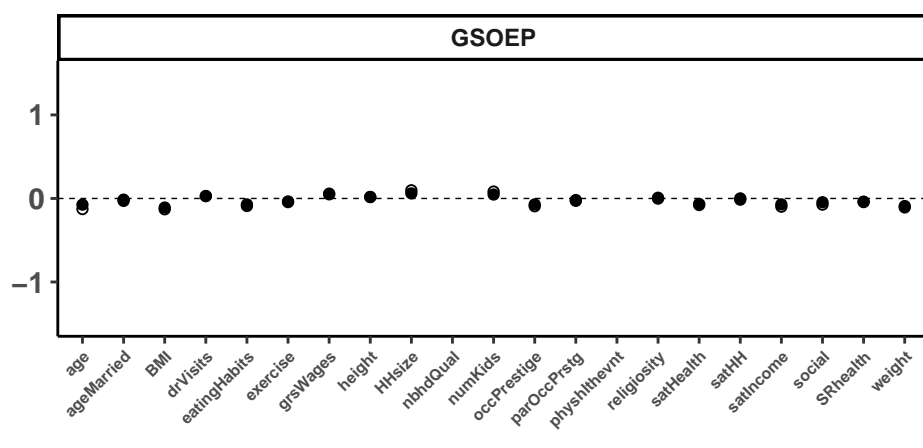 GSOEP
1
0
−1
age
ageMarried
BMI
drVisits
eatingHabits
exercise
grsWages
height
HHsize
nbhdQual
numKids
occPrestige
parOccPrstg
physhlthevnt
religiosity
satHealth
satHH
satIncome
social
SRhealth
weight